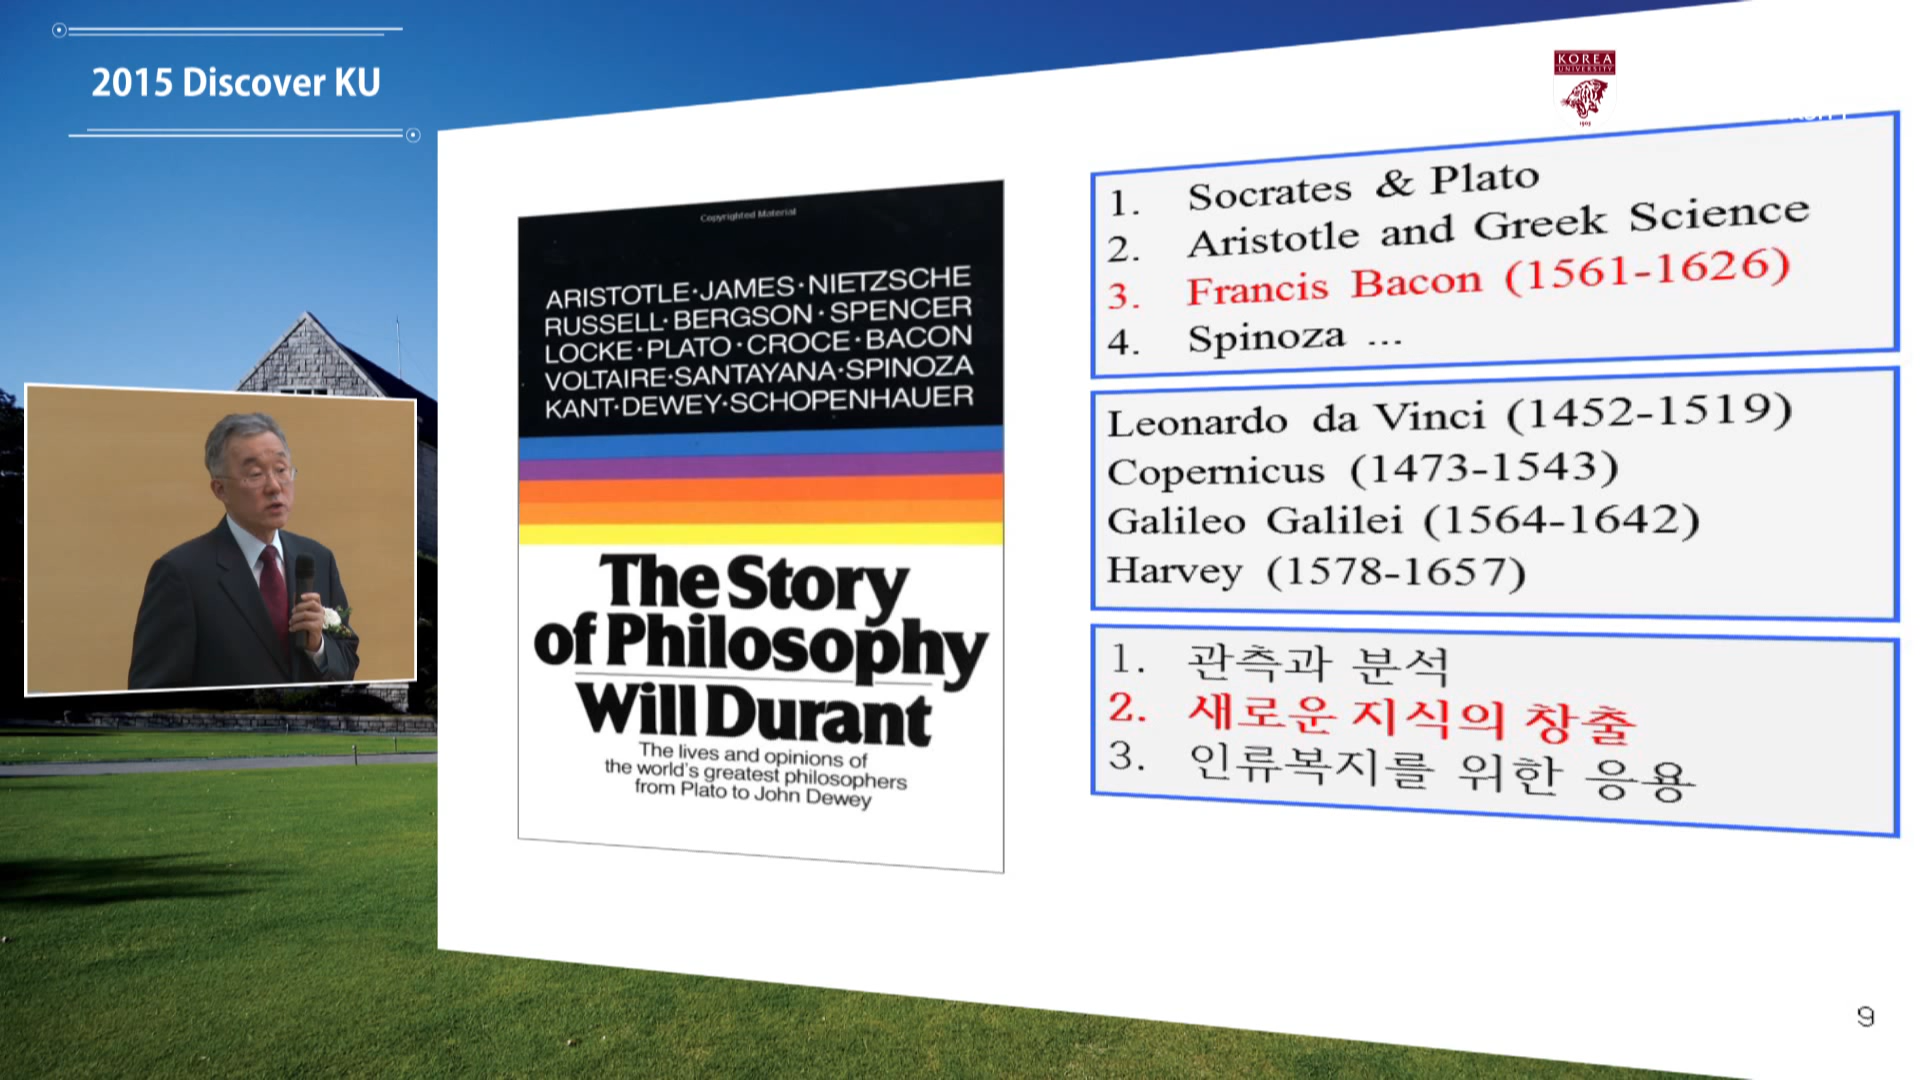 2015 Discover KU
KOREA
UNIVERSITY
1905
Copyrighted Material
ARISTOTLE·JAMES·NIETZSCHE
RUSSELL·BERGSON·SPENCER
LOCKE·PLATO·CROCE·BACON
VOLTAIRE·SANTAYANA·SPINOZA
KANT·DEWEY·SCHOPENHAUER
The Story
of Philosophy
Will Durant
The lives and opinions of
the world's greatest philosophers
from Plato to John Dewey
1. Socrates & Plato
2. Aristotle and Greek Science
3. Francis Bacon (1561-1626)
4. Spinoza ...
Leonardo da Vinci (1452-1519)
Copernicus (1473-1543)
Galileo Galilei (1564-1642)
Harvey (1578-1657)
1. 관측과 분석
2. 새로운 지식의 창출
3. 인류복지를 위한 응용
9